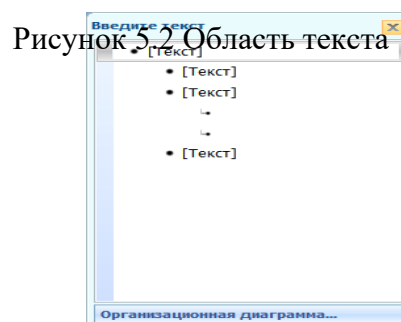 Введите текст
Рисунок 5.2 Область текста
• [Текст]
• [Текст]
• [Текст]
• [Текст]
Организационная диаграмма...